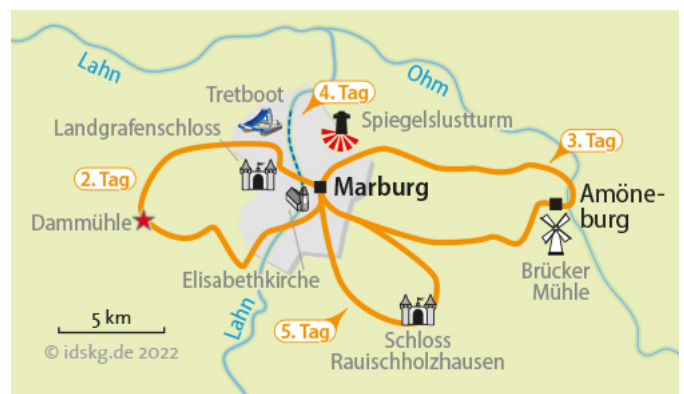 Lahn
Ohm
Tretboot
4. Tag
Landgrafenschloss
Spiegelslustturm
3. Tag
2. Tag
Marburg
Amöne-
burg
Dammühle
Elisabethkirche
Brücker
Mühle
Lahn
5 km
5. Tag
Schloss
Rauischholzhausen
© idskg.de 2022